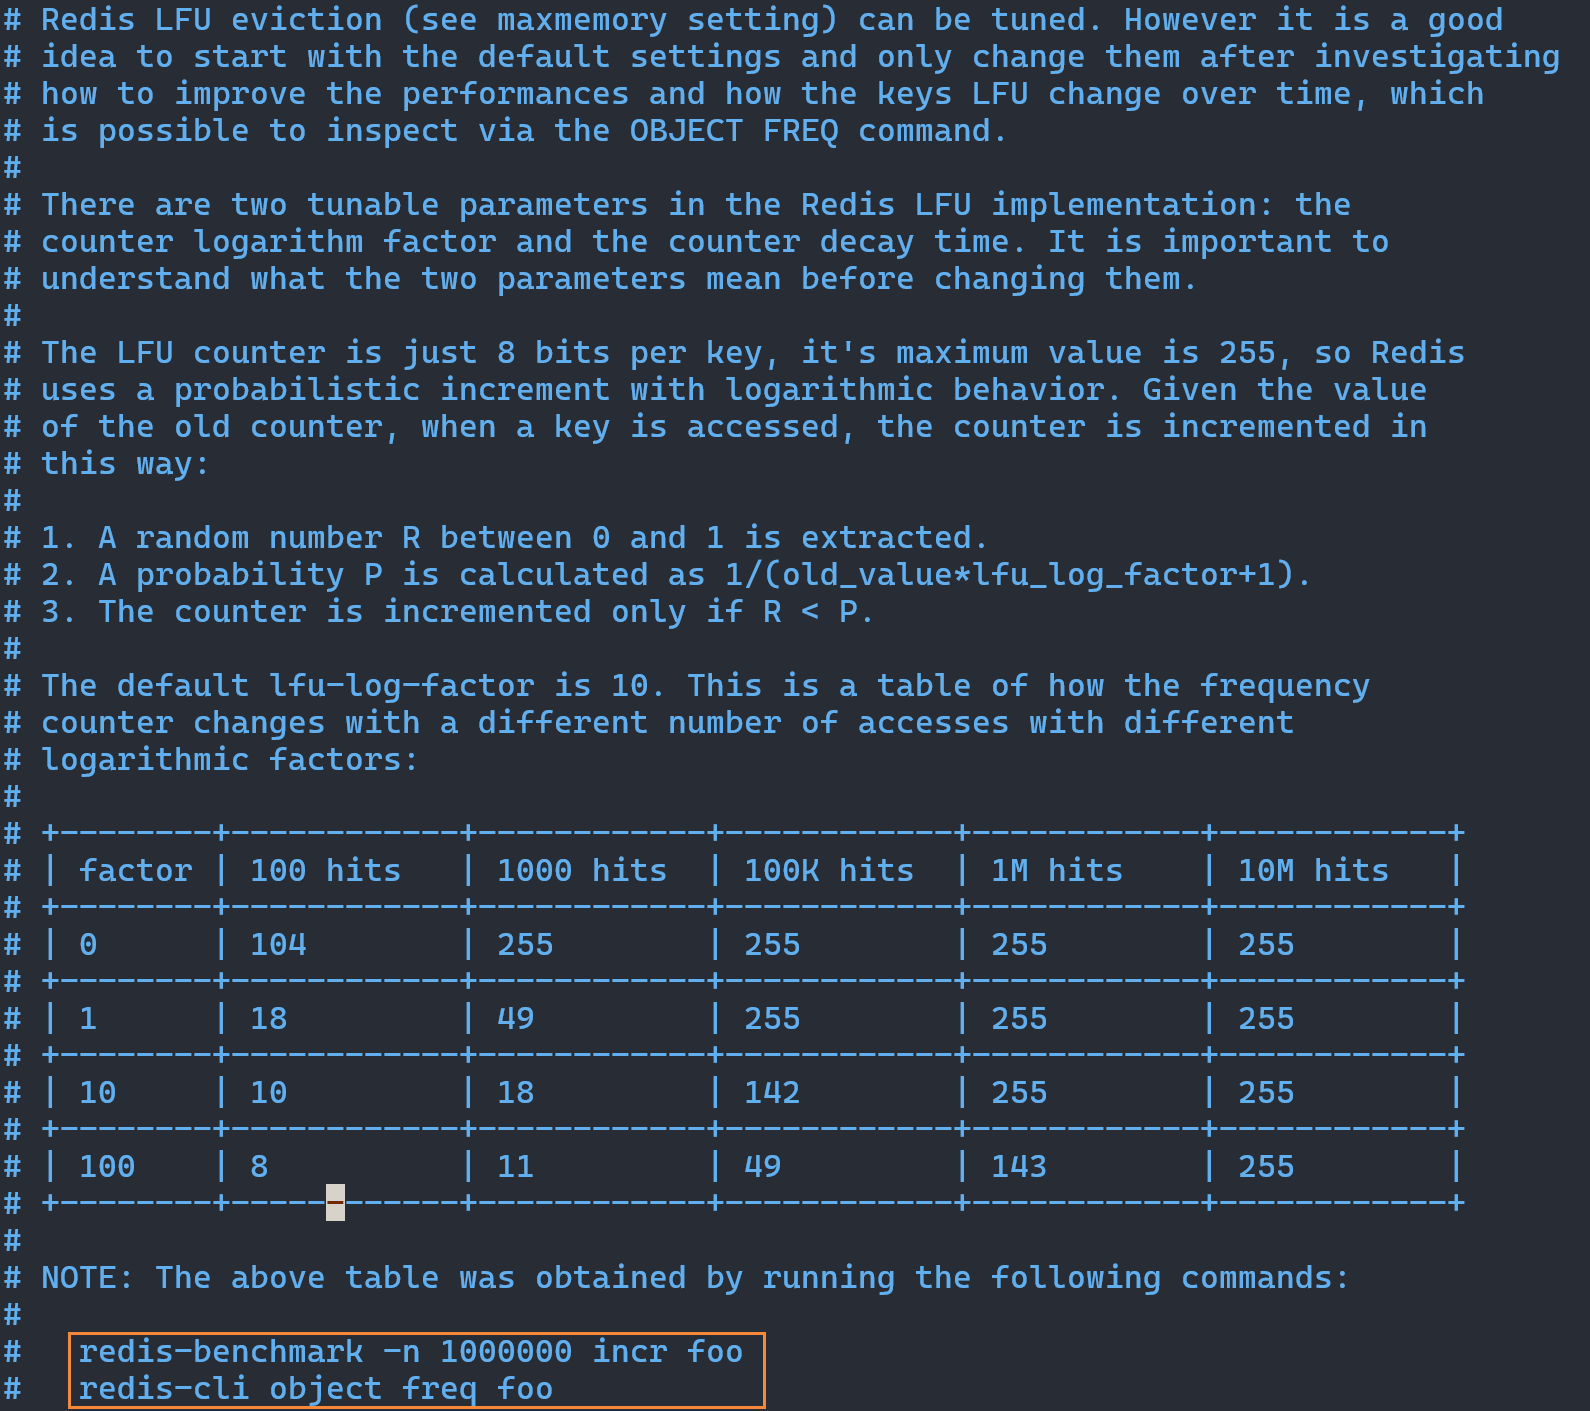 # Redis LFU eviction (see maxmemory setting) can be tuned. However it is a good
# idea to start with the default settings and only change them after investigating
# how to improve the performances and how the keys LFU change over time, which
# is possible to inspect via the OBJECT FREQ command.
#
# There are two tunable parameters in the Redis LFU implementation: the
# counter logarithm factor and the counter decay time. It is important to
# understand what the two parameters mean before changing them.
#
# The LFU counter is just 8 bits per key, it's maximum value is 255, so Redis
# uses a probabilistic increment with logarithmic behavior. Given the value
# of the old counter, when a key is accessed, the counter is incremented in
# this way:
#
# 1. A random number R between 0 and 1 is extracted.
# 2. A probability P is calculated as 1/(old_value*lfu_log_factor+1).
# 3. The counter is incremented only if R < P.
#
# The default lfu-log-factor is 10. This is a table of how the frequency
# counter changes with a different number of accesses with different
# logarithmic factors:
#
# +--------+------------+------------+------------+------------+------------+
# | factor | 100 hits   | 1000 hits  | 100K hits  | 1M hits    | 10M hits   |
# +--------+------------+------------+------------+------------+------------+
# | 0      | 104        | 255        | 255        | 255        | 255        |
# +--------+------------+------------+------------+------------+------------+
# | 1      | 18         | 49         | 255        | 255        | 255        |
# +--------+------------+------------+------------+------------+------------+
# | 10     | 10         | 18         | 142        | 255        | 255        |
# +--------+------------+------------+------------+------------+------------+
# | 100    | 8          | 11         | 49         | 143        | 255        |
# +--------+------------+------------+------------+------------+------------+
#
# NOTE: The above table was obtained by running the following commands:
#
#   redis-benchmark -n 1000000 incr foo
#   redis-cli object freq foo